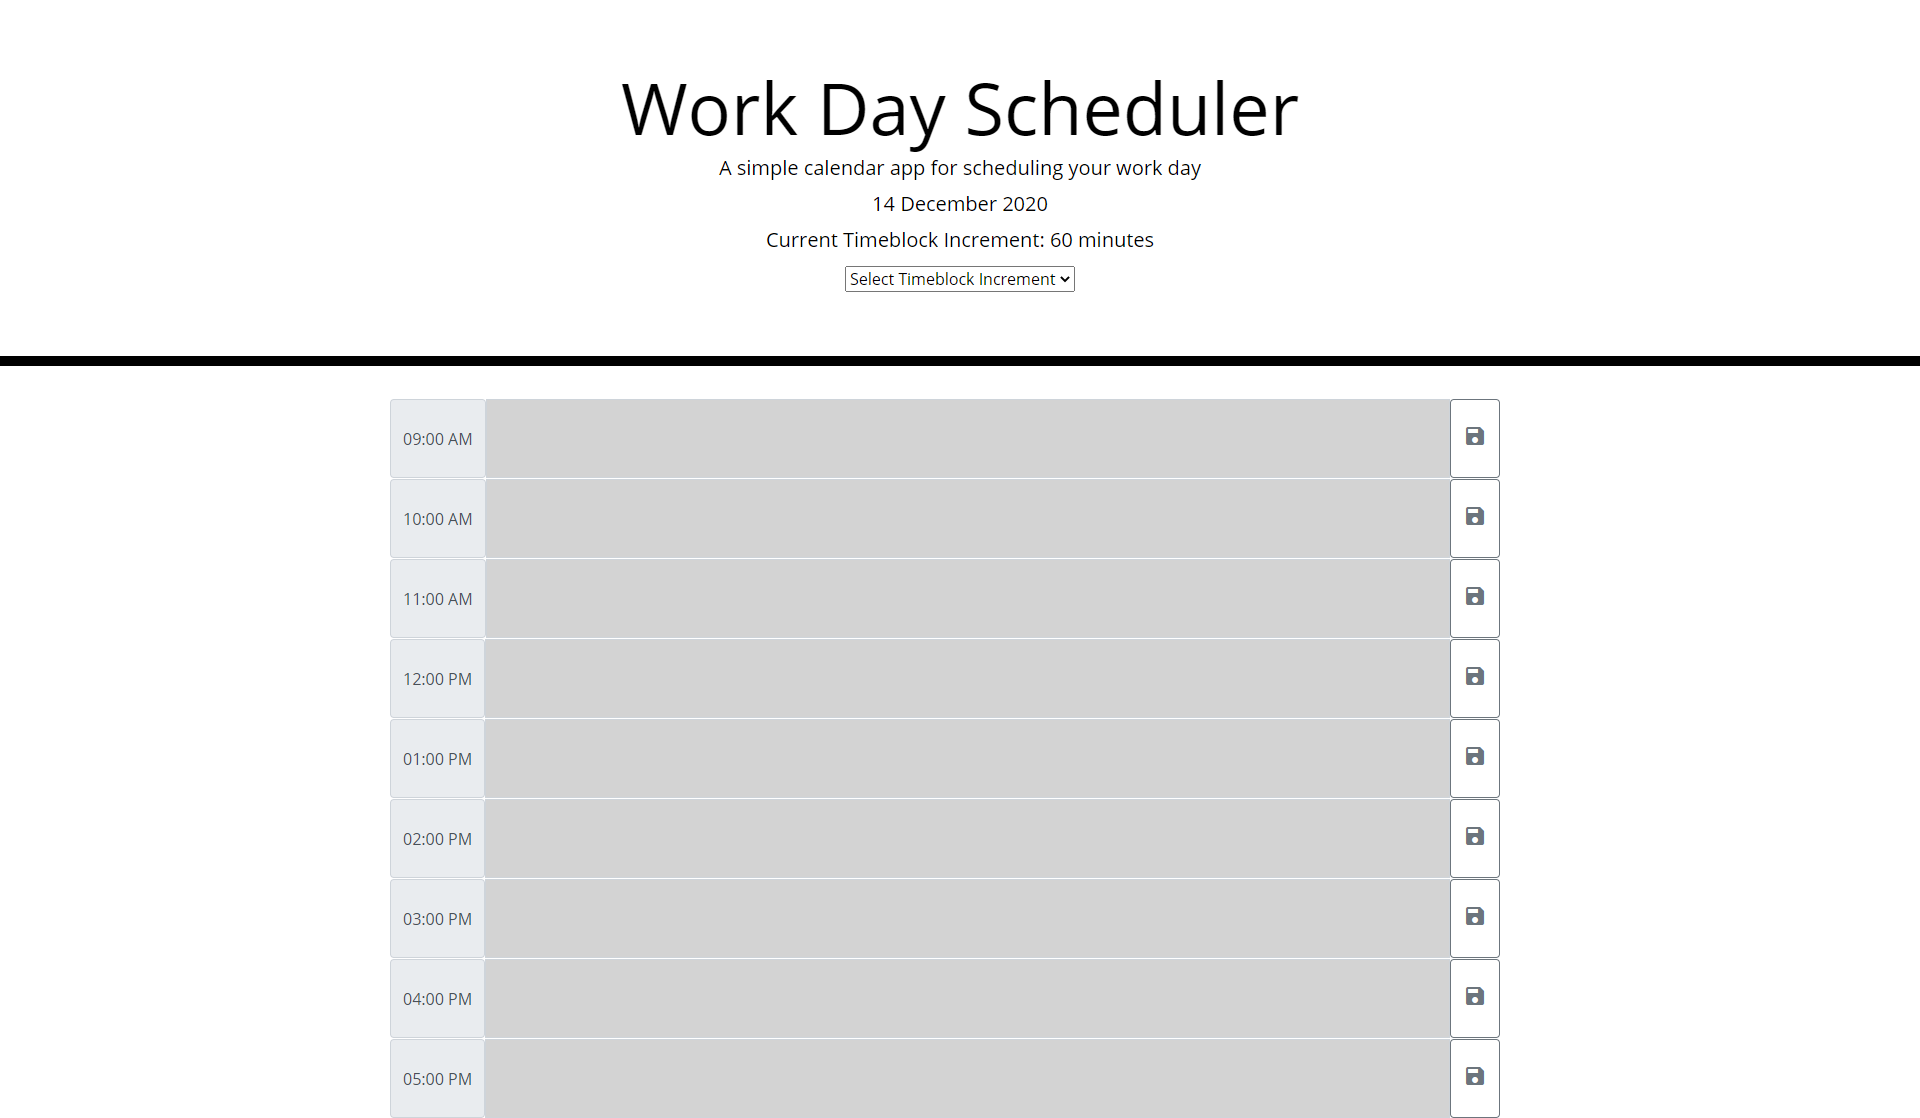 Work Day Scheduler
A simple calendar app for scheduling your work day
14 December 2020
Current Timeblock Increment: 60 minutes
Select Timeblock Increment
09:00 AM
10:00 AM
11:00 AM
12:00 PM
01:00 PM
02:00 PM
03:00 PM
04:00 PM
05:00 PM